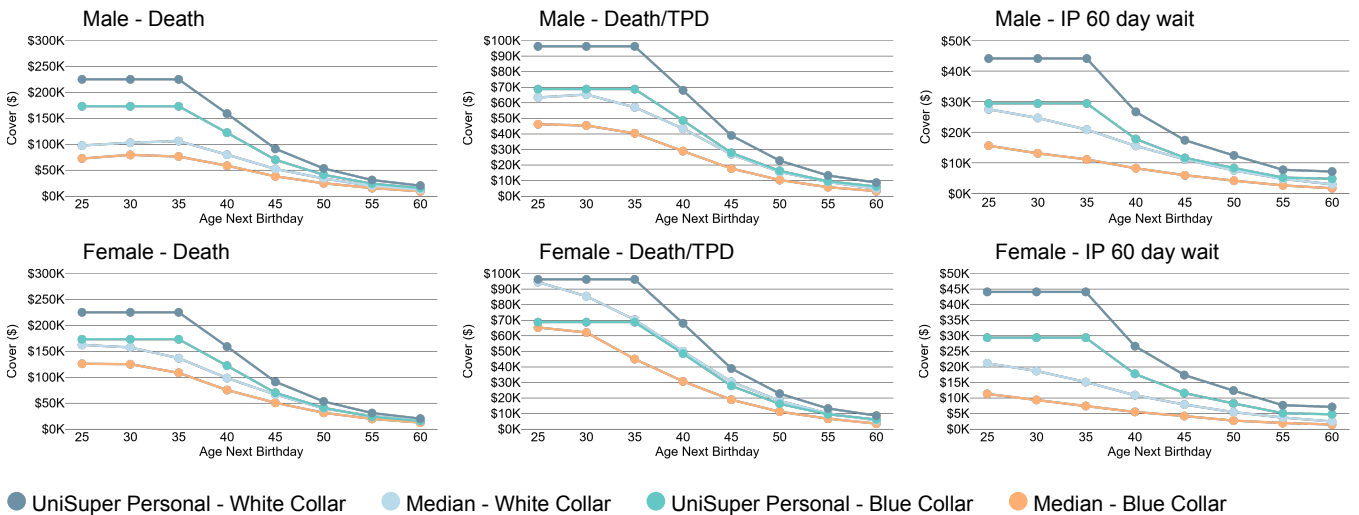 Male - Death
$300K
$250K
$200K
$150K
$100K
$50K
$0K
Cover ($)
25 30 35 40 45 50 55 60
Age Next Birthday
Male - Death/TPD
$100K
$90K
$80K
$70K
$60K
$50K
$40K
$30K
$20K
$10K
$0K
Cover ($)
25 30 35 40 45 50 55 60
Age Next Birthday
Male - IP 60 day wait
$50K
$40K
$30K
$20K
$10K
$0K
Cover ($)
25 30 35 40 45 50 55 60
Age Next Birthday
Female - Death
$300K
$250K
$200K
$150K
$100K
$50K
$0K
Cover ($)
25 30 35 40 45 50 55 60
Age Next Birthday
Female - Death/TPD
$100K
$90K
$80K
$70K
$60K
$50K
$40K
$30K
$20K
$10K
$0K
Cover ($)
25 30 35 40 45 50 55 60
Age Next Birthday
Female - IP 60 day wait
$50K
$45K
$40K
$35K
$30K
$25K
$20K
$15K
$10K
$5K
$0K
Cover ($)
25 30 35 40 45 50 55 60
Age Next Birthday
UniSuper Personal - White Collar Median - White Collar UniSuper Personal - Blue Collar Median - Blue Collar